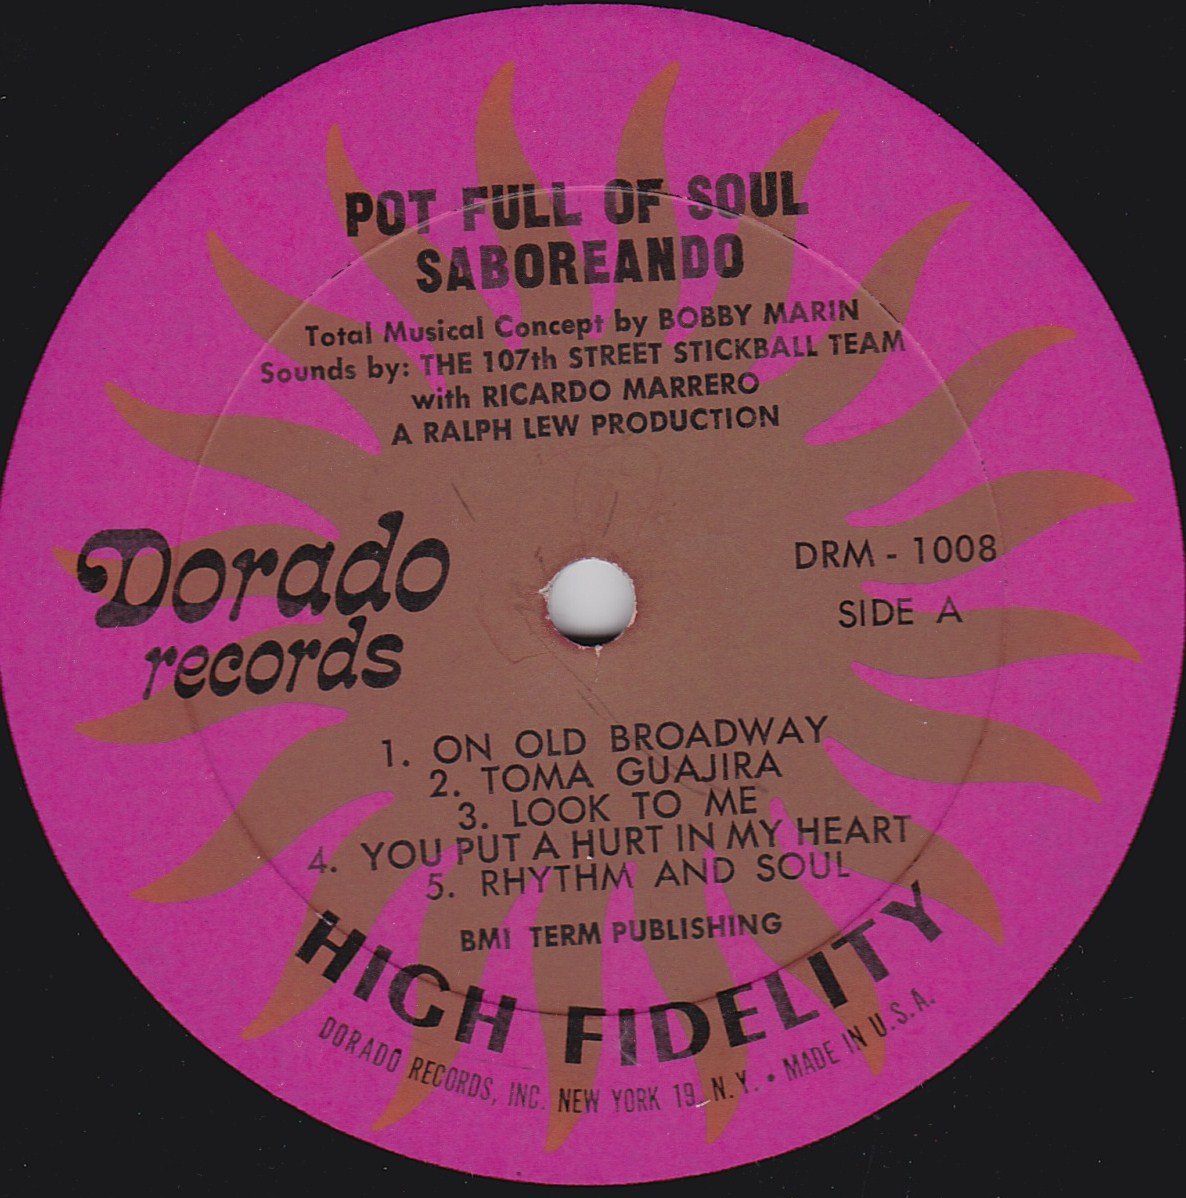 POT FULL OF SOUL
SABOREANDO
Total Musical Concept by BOBBY MARIN
Sounds by: THE 107th STREET STICKBALL TEAM
with RICARDO MARRERO
A RALPH LEW PRODUCTION
Dorado
records
DRM - 1008
SIDE A
1. ON OLD BROADWAY
2. TOMA GUAJIRA
3. LOOK TO ME
4. YOU PUT A HURT IN MY HEART
5. RHYTHM AND SOUL
BMI TERM PUBLISHING
HIGH FIDELITY
DORADO RECORDS, INC. NEW YORK 19, N.Y. • MADE IN U.S.A.